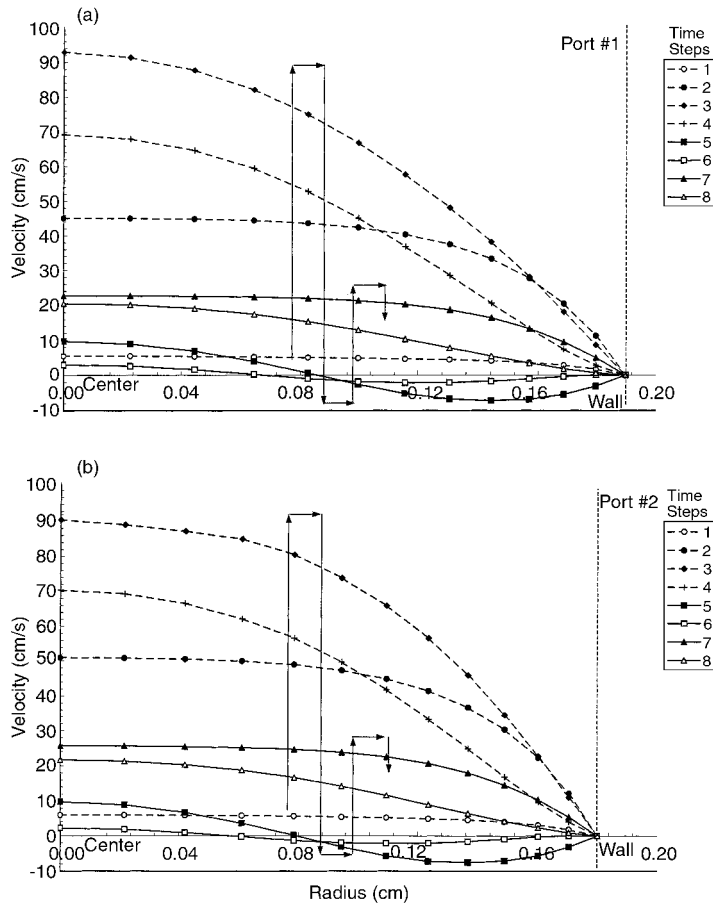 (a)
Port #1
Time
Steps
1
2
3
4
5
6
7
8
100
90
80
70
60
50
40
30
20
10
0
-10
Velocity (cm/s)
Center
Wall
0.00 0.04 0.08 0.12 0.16 0.20
(b)
Port #2
Time
Steps
1
2
3
4
5
6
7
8
100
90
80
70
60
50
40
30
20
10
0
-10
Velocity (cm/s)
Center
Wall
0.00 0.04 0.08 0.12 0.16 0.20
Radius (cm)